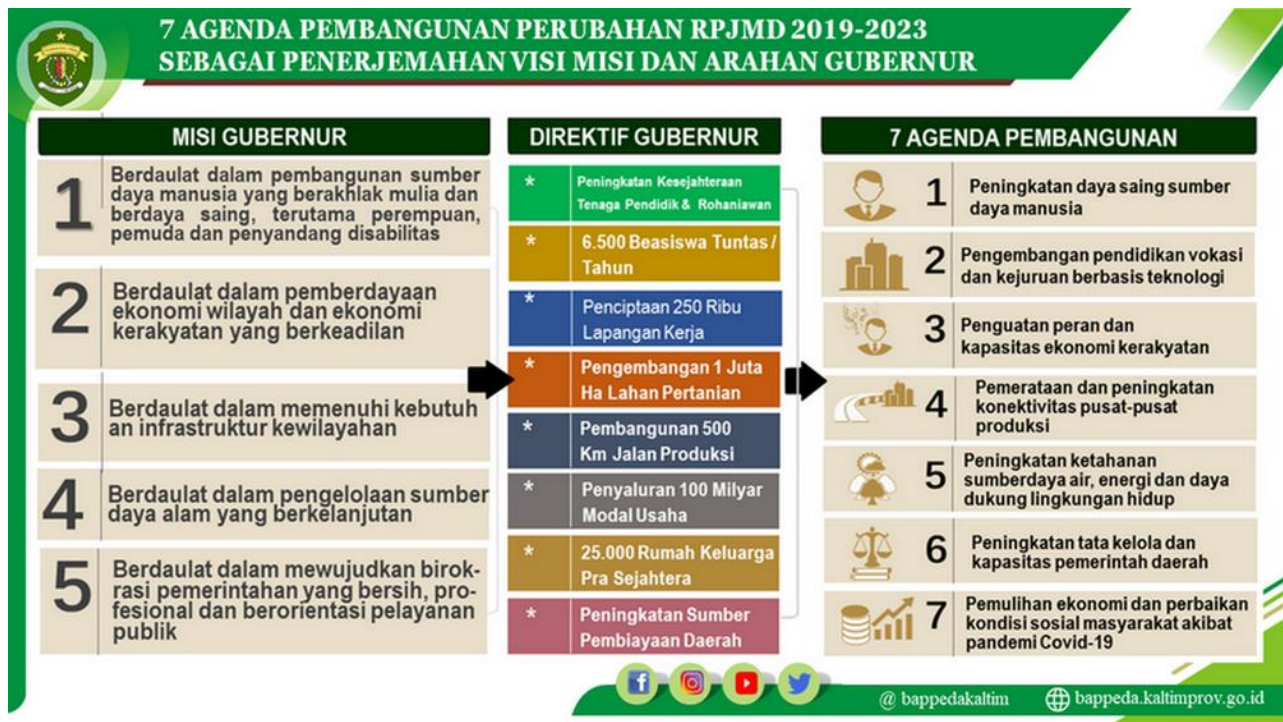 7 AGENDA PEMBANGUNAN PERUBAHAN RPJMD 2019-2023
SEBAGAI PENERJEMAHAN VISI MISI DAN ARAHAN GUBERNUR
MISI GUBERNUR
1
Berdaulat dalam pembangunan sumber
daya manusia yang berakhlak mulia dan
berdaya saing, terutama perempuan,
pemuda dan penyandang disabilitas
2
Berdaulat dalam pemberdayaan
ekonomi wilayah dan ekonomi
kerakyatan yang berkeadilan
3
Berdaulat dalam memenuhi kebutuh
an infrastruktur kewilayahan
4
Berdaulat dalam pengelolaan sumber
daya alam yang berkelanjutan
5
Berdaulat dalam mewujudkan birok-
rasi pemerintahan yang bersih, pro-
fesional dan berorientasi pelayanan
publik
DIREKTIF GUBERNUR
* Peningkatan Kesejahteraan
Tenaga Pendidik & Rohaniawan
* 6.500 Beasiswa Tuntas /
Tahun
* Penciptaan 250 Ribu
Lapangan Kerja
* Pengembangan 1 Juta
Ha Lahan Pertanian
* Pembangunan 500
Km Jalan Produksi
* Penyaluran 100 Milyar
Modal Usaha
* 25.000 Rumah Keluarga
Pra Sejahtera
* Peningkatan Sumber
Pembiayaan Daerah
7 AGENDA PEMBANGUNAN
1
Peningkatan daya saing sumber
daya manusia
2
Pengembangan pendidikan vokasi
dan kejuruan berbasis teknologi
3
Penguatan peran dan
kapasitas ekonomi kerakyatan
4
Pemerataan dan peningkatan
konektivitas pusat-pusat
produksi
5
Peningkatan ketahanan
sumberdaya air, energi dan daya
dukung lingkungan hidup
6
Peningkatan tata kelola dan
kapasitas pemerintah daerah
7
Pemulihan ekonomi dan perbaikan
kondisi sosial masyarakat akibat
pandemi Covid-19
@ bappedakaltim
bappeda.kaltimprov.go.id